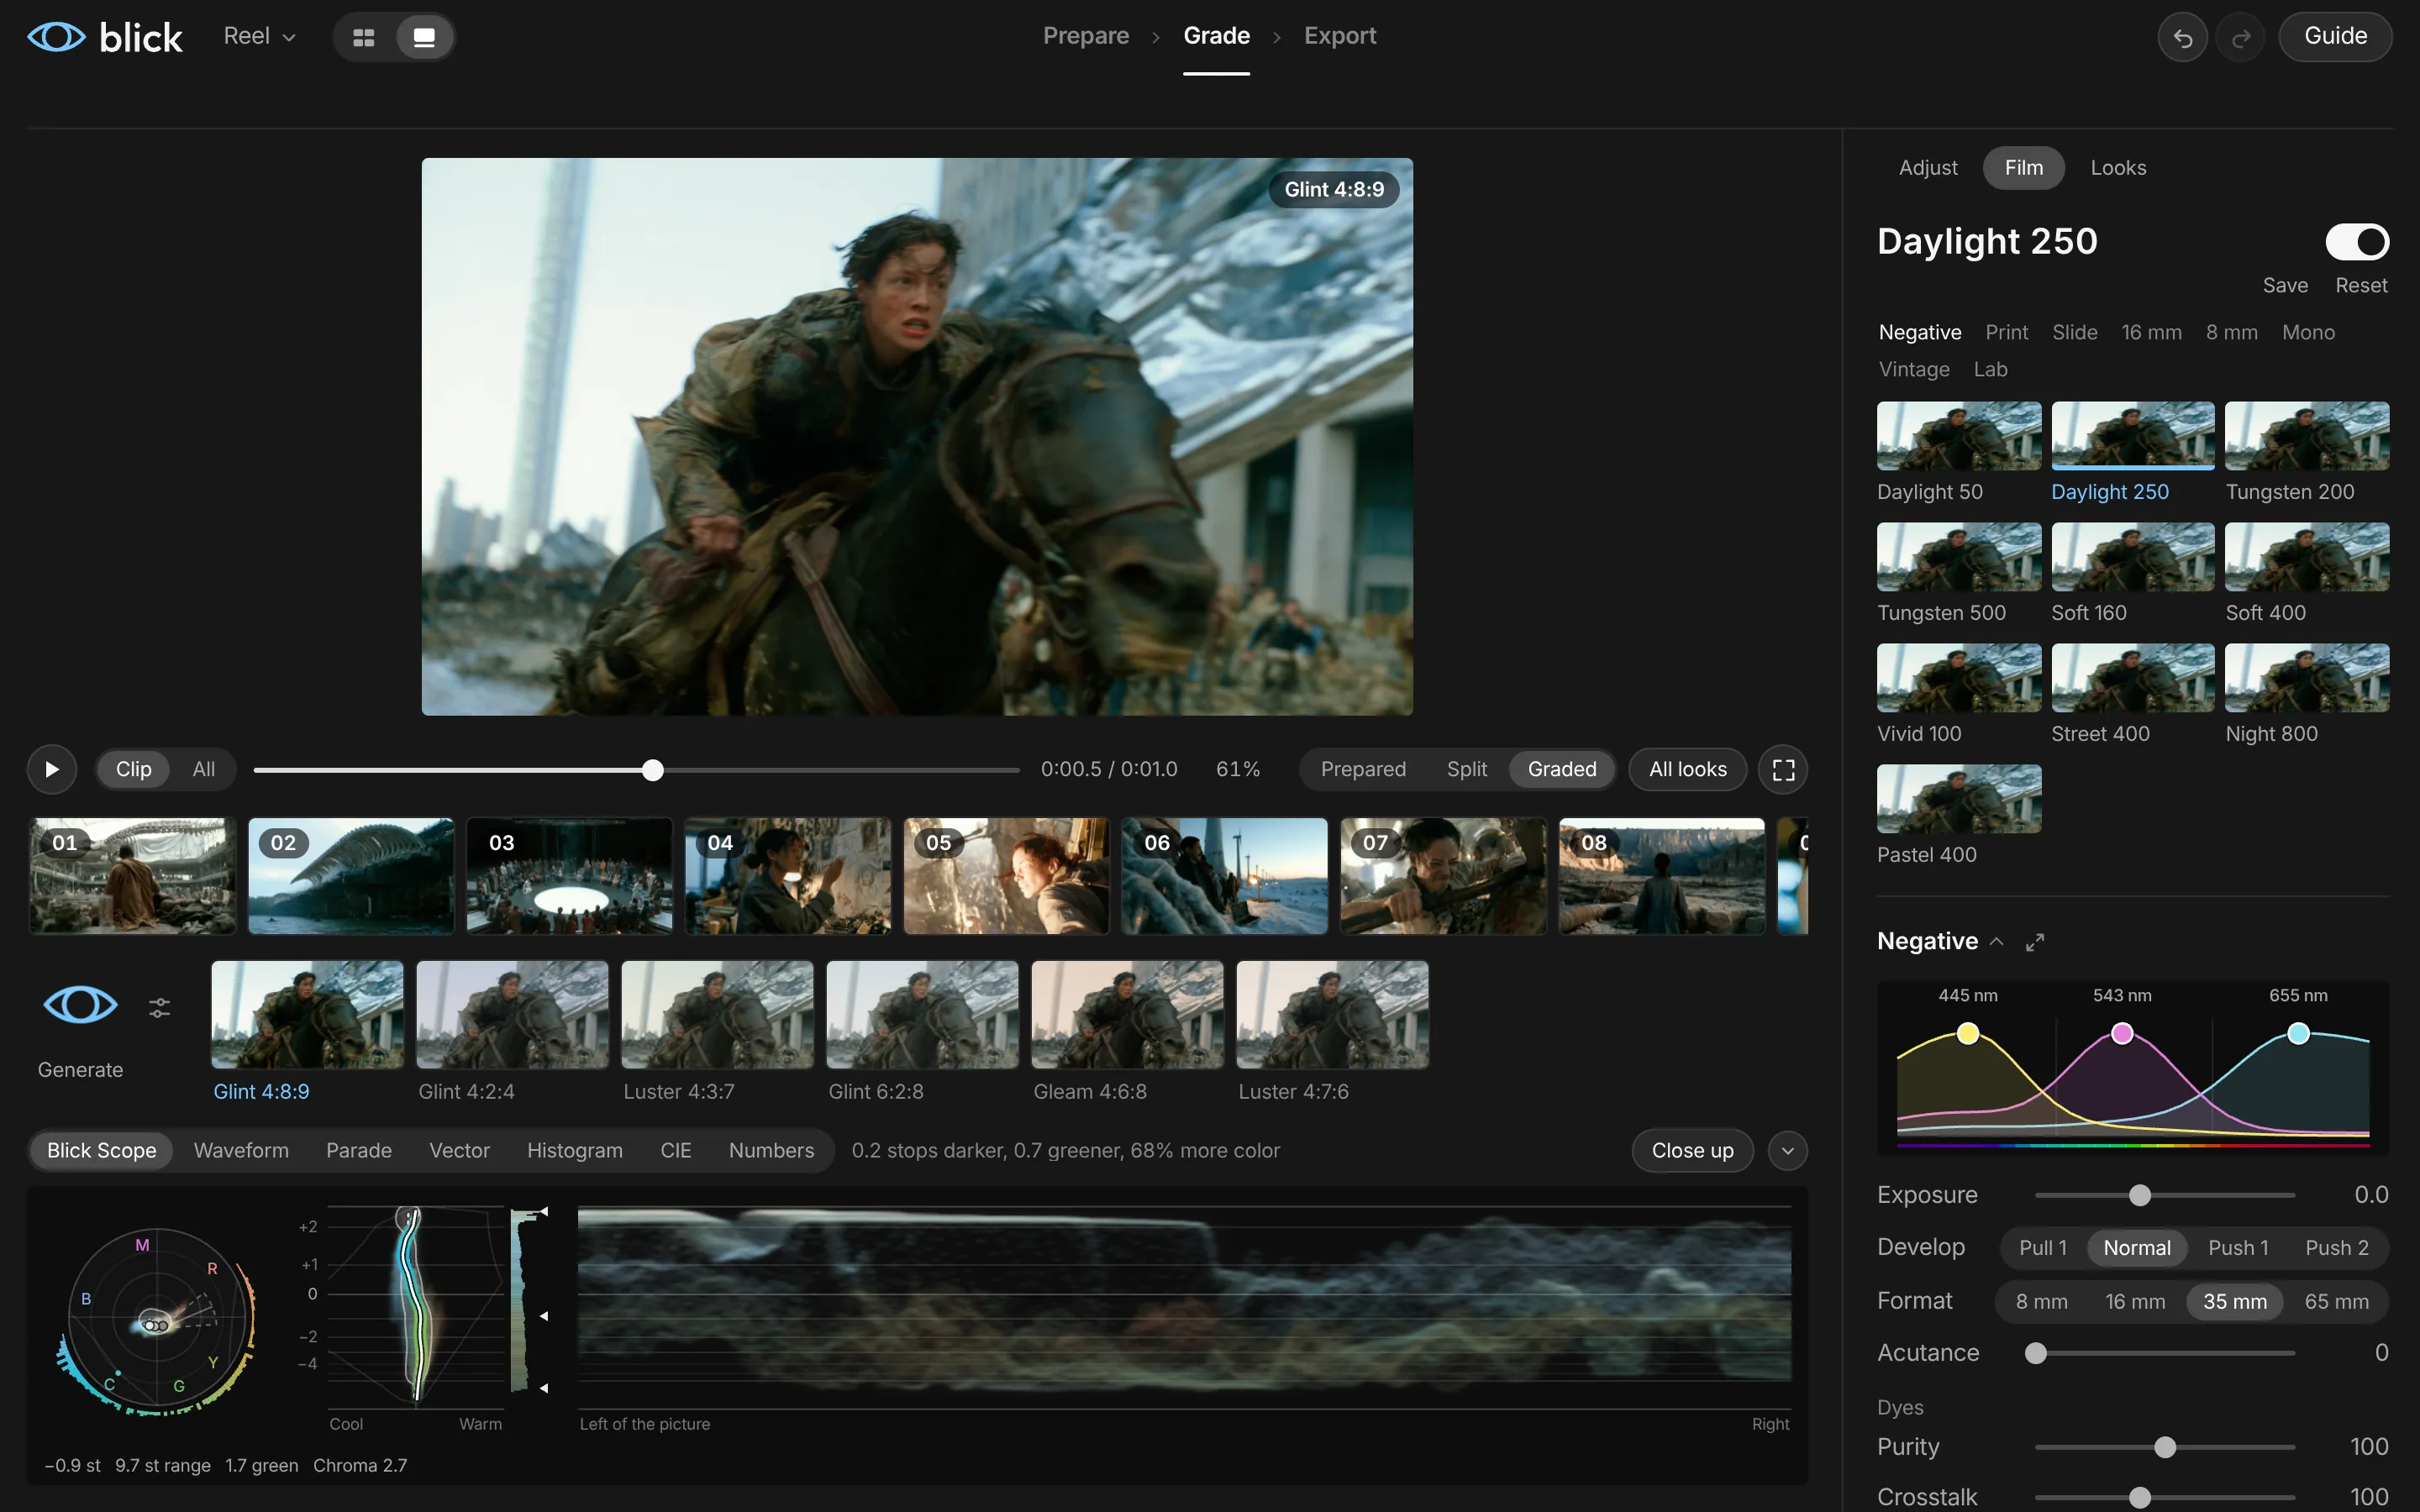 blick
Reel
Prepare
Grade
Export
Guide
Glint 4:8:9
Adjust
Film
Looks
Daylight 250
Save
Reset
Negative
Print
Slide
16 mm
8 mm
Mono
Vintage
Lab
Daylight 50
Daylight 250
Tungsten 200
Tungsten 500
Soft 160
Soft 400
Vivid 100
Street 400
Night 800
Pastel 400
Clip
All
0:00.5 / 0:01.0
61%
Prepared
Split
Graded
All looks
01
02
03
04
05
06
07
08
Generate
Glint 4:8:9
Glint 4:2:4
Luster 4:3:7
Glint 6:2:8
Gleam 4:6:8
Luster 4:7:6
Blick Scope
Waveform
Parade
Vector
Histogram
CIE
Numbers
0.2 stops darker, 0.7 greener, 68% more color
Close up
M
R
B
Y
C
G
+2
+1
0
−2
−4
Cool
Warm
Left of the picture
Right
−0.9 st
9.7 st range
1.7 green
Chroma 2.7
Negative
445 nm
543 nm
655 nm
Exposure
0.0
Develop
Pull 1
Normal
Push 1
Push 2
Format
8 mm
16 mm
35 mm
65 mm
Acutance
0
Dyes
Purity
100
Crosstalk
100